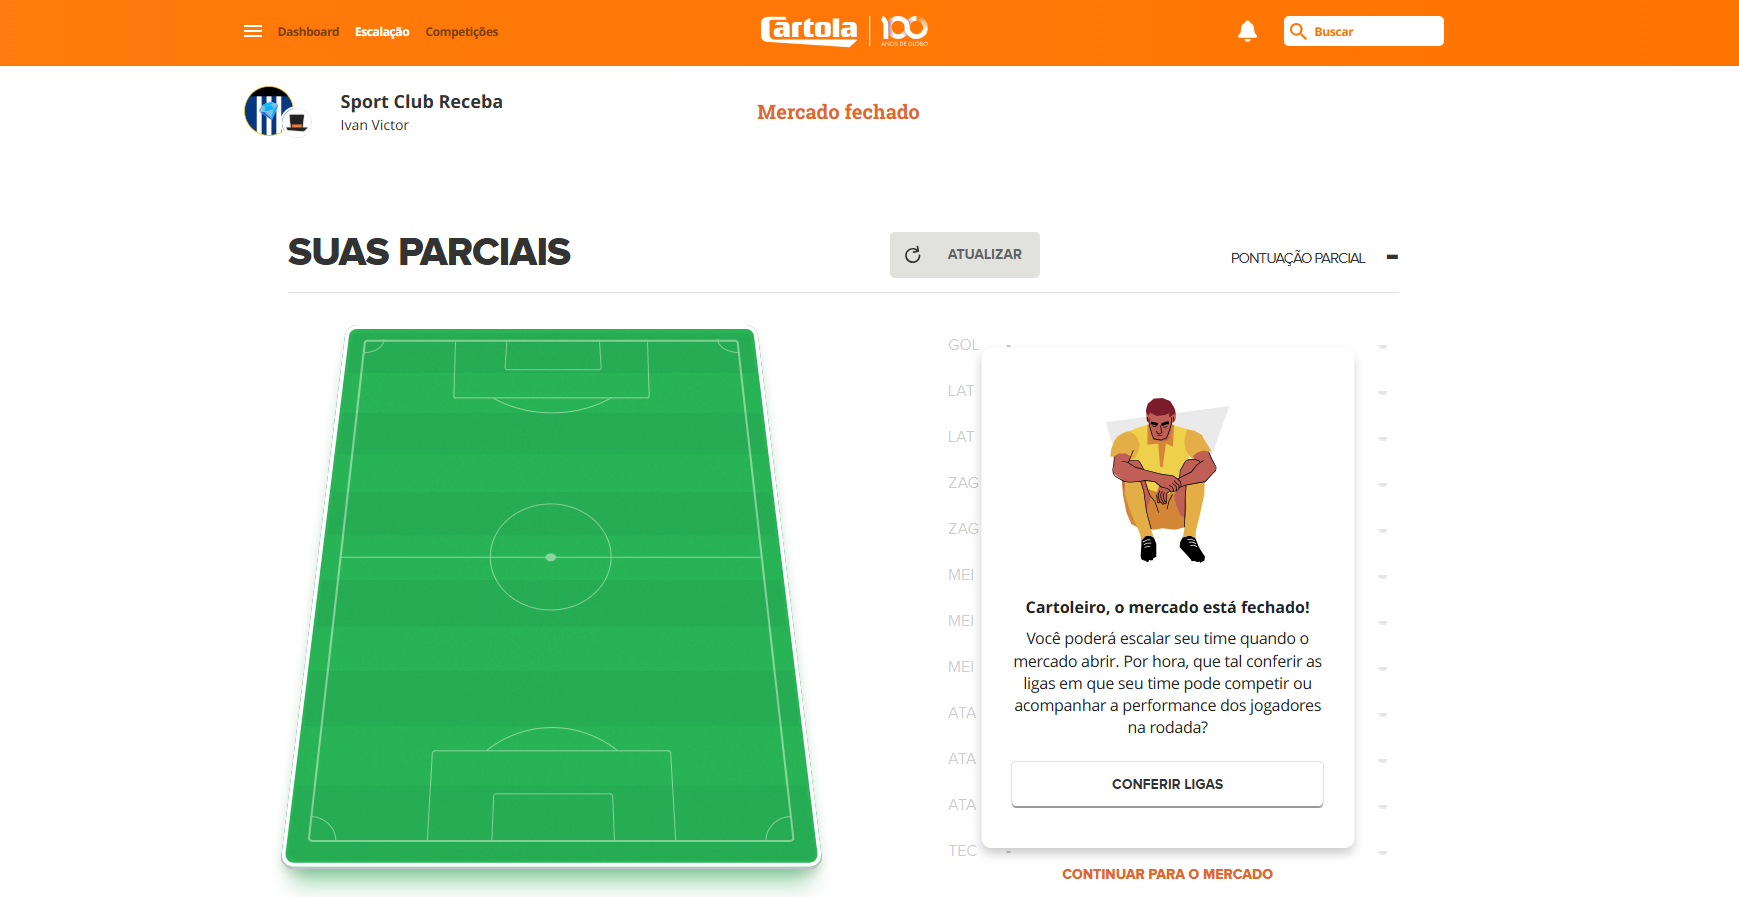 Dashboard Escalação Competições Cartola 100 ANOS DE GLOBO Buscar
Sport Club Receba
Ivan Victor
Mercado fechado
SUAS PARCIAIS ATUALIZAR PONTUAÇÃO PARCIAL -
GOL - -
LAT -
LAT -
ZAG -
ZAG -
MEI -
MEI -
MEI -
ATA -
ATA -
ATA -
TEC - -
Cartoleiro, o mercado está fechado!
Você poderá escalar seu time quando o
mercado abrir. Por hora, que tal conferir as
ligas em que seu time pode competir ou
acompanhar a performance dos jogadores
na rodada?
CONFERIR LIGAS
CONTINUAR PARA O MERCADO